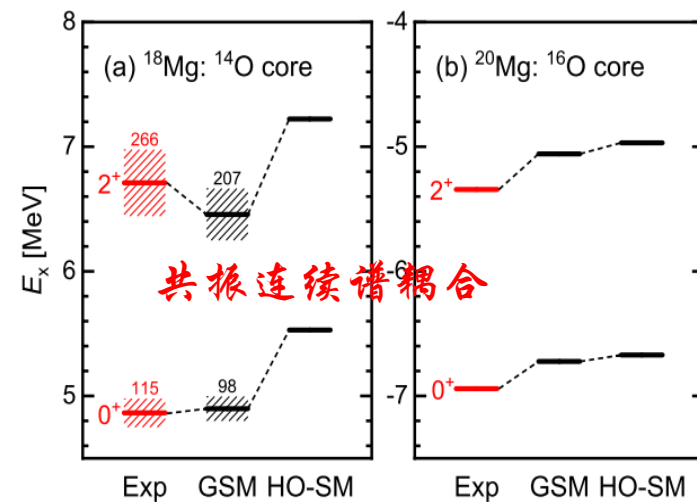 8
7
6
5
E_x [MeV]
(a) ¹⁸Mg: ¹⁴O core
266
2⁺
207
115
0⁺
98
Exp GSM HO-SM
-4
-5
-6
-7
(b) ²⁰Mg: ¹⁶O core
2⁺
0⁺
Exp GSM HO-SM
共振连续谱耦合